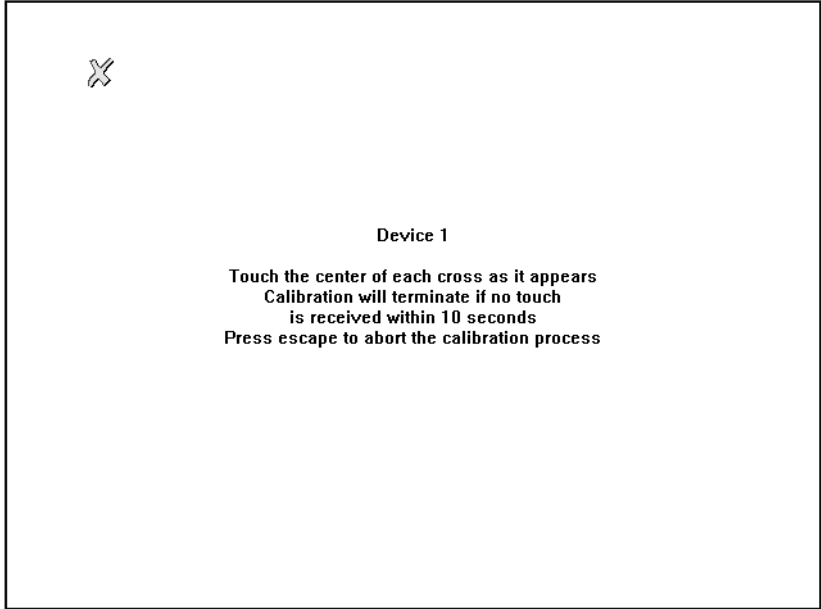 Device 1
Touch the center of each cross as it appears
Calibration will terminate if no touch
is received within 10 seconds
Press escape to abort the calibration process